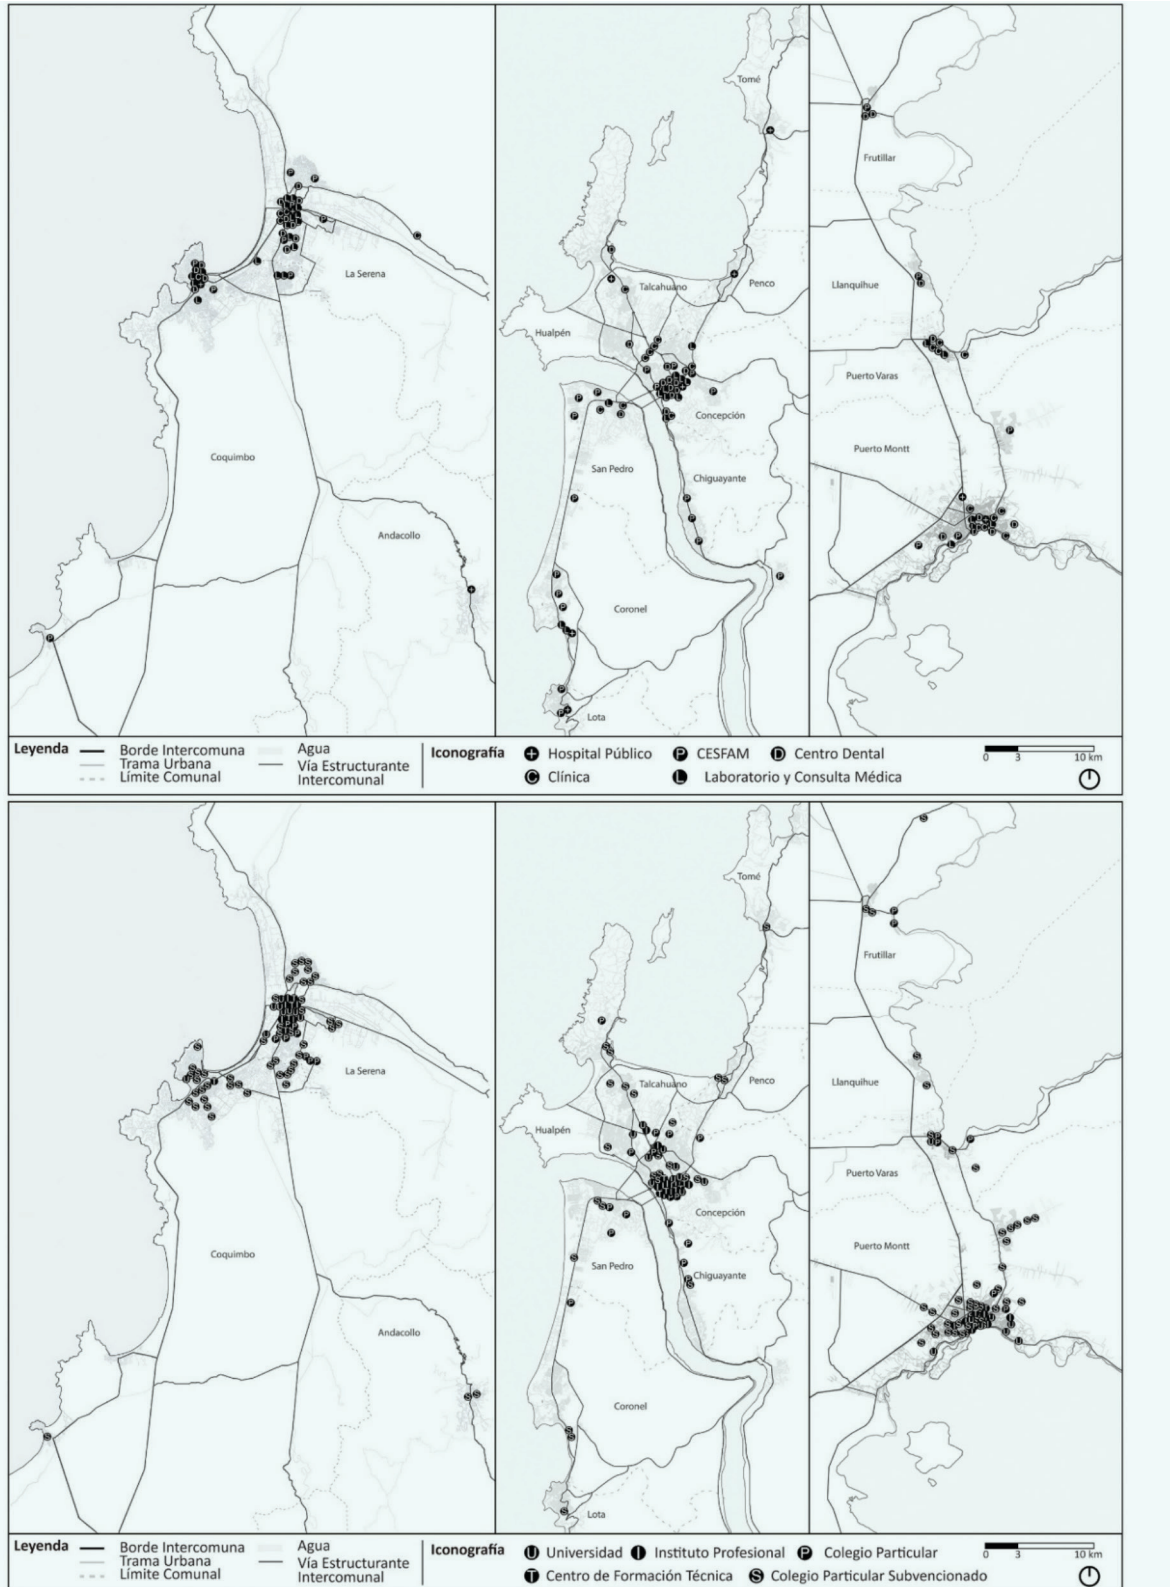 Tomé
Frutillar
La Serena
Talcahuano
Penco
Llanquihue
Hualpén
Puerto Varas
Concepción
Coquimbo
San Pedro
Chiguayante
Puerto Montt
Andacollo
Coronel
Lota
Leyenda
Borde Intercomuna
Trama Urbana
Límite Comunal
Agua
Vía Estructurante
Intercomunal
Iconografía
Hospital Público
P CESFAM
D Centro Dental
C Clínica
L Laboratorio y Consulta Médica
0 3 10 km
Tomé
Frutillar
La Serena
Talcahuano
Penco
Llanquihue
Hualpén
Puerto Varas
Concepción
Coquimbo
San Pedro
Chiguayante
Puerto Montt
Andacollo
Coronel
Lota
Leyenda
Borde Intercomuna
Trama Urbana
Límite Comunal
Agua
Vía Estructurante
Intercomunal
Iconografía
U Universidad
I Instituto Profesional
P Colegio Particular
T Centro de Formación Técnica
S Colegio Particular Subvencionado
0 3 10 km